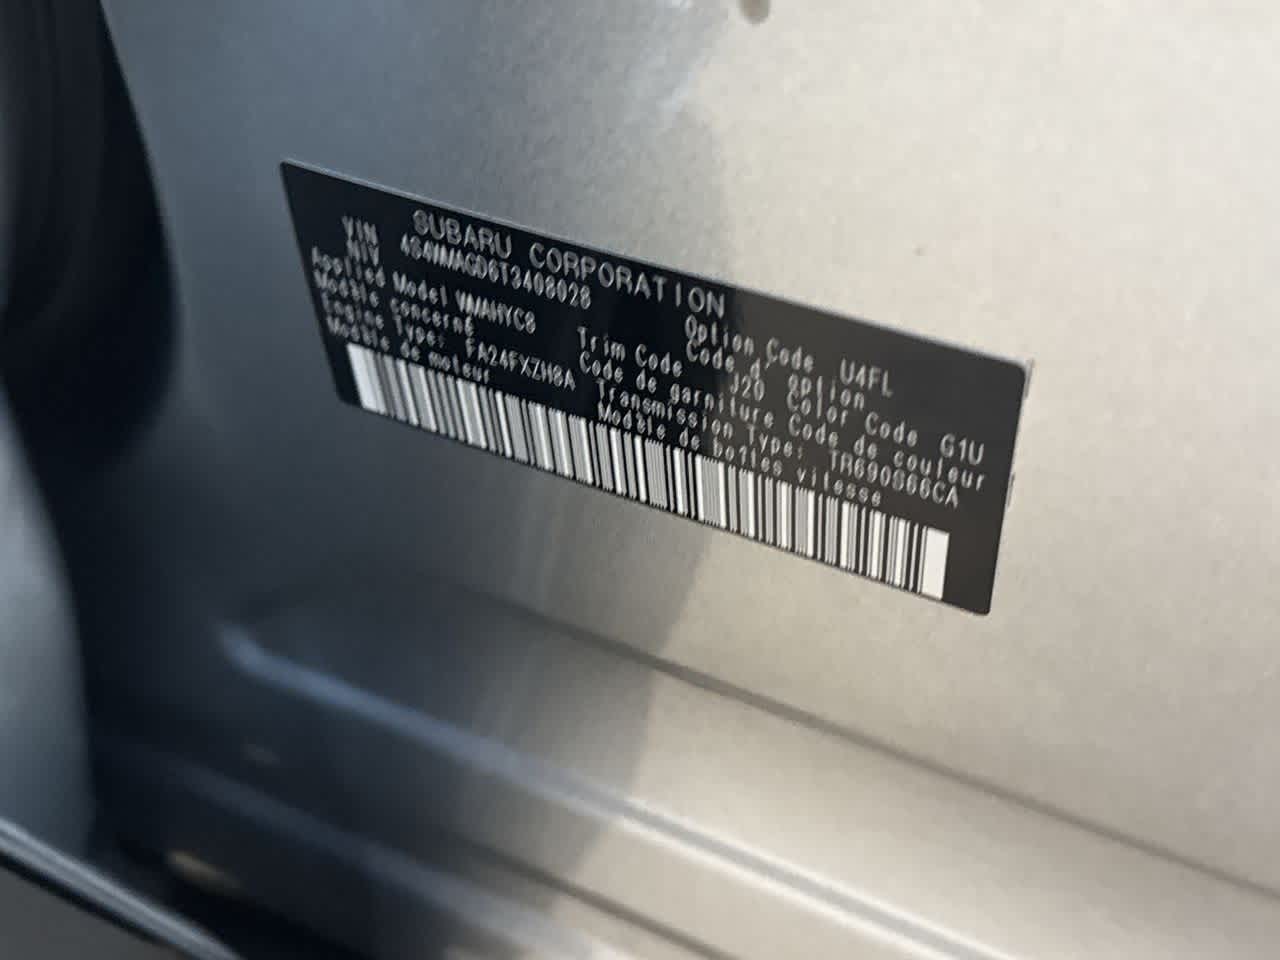 SUBARU CORPORATION
VIN
NIV 4S4WMAGD6T3408028
Applied Model WMAHYC8 Option Code U4FL
Modèle concerné Code d' option
Trim Code J20 Color Code G1U
Code de garniture Code de couleur
Engine Type: FA24FXZH8A Transmission Type: TR690S66CA
Modèle de moteur Modèle de boîtes vitesse